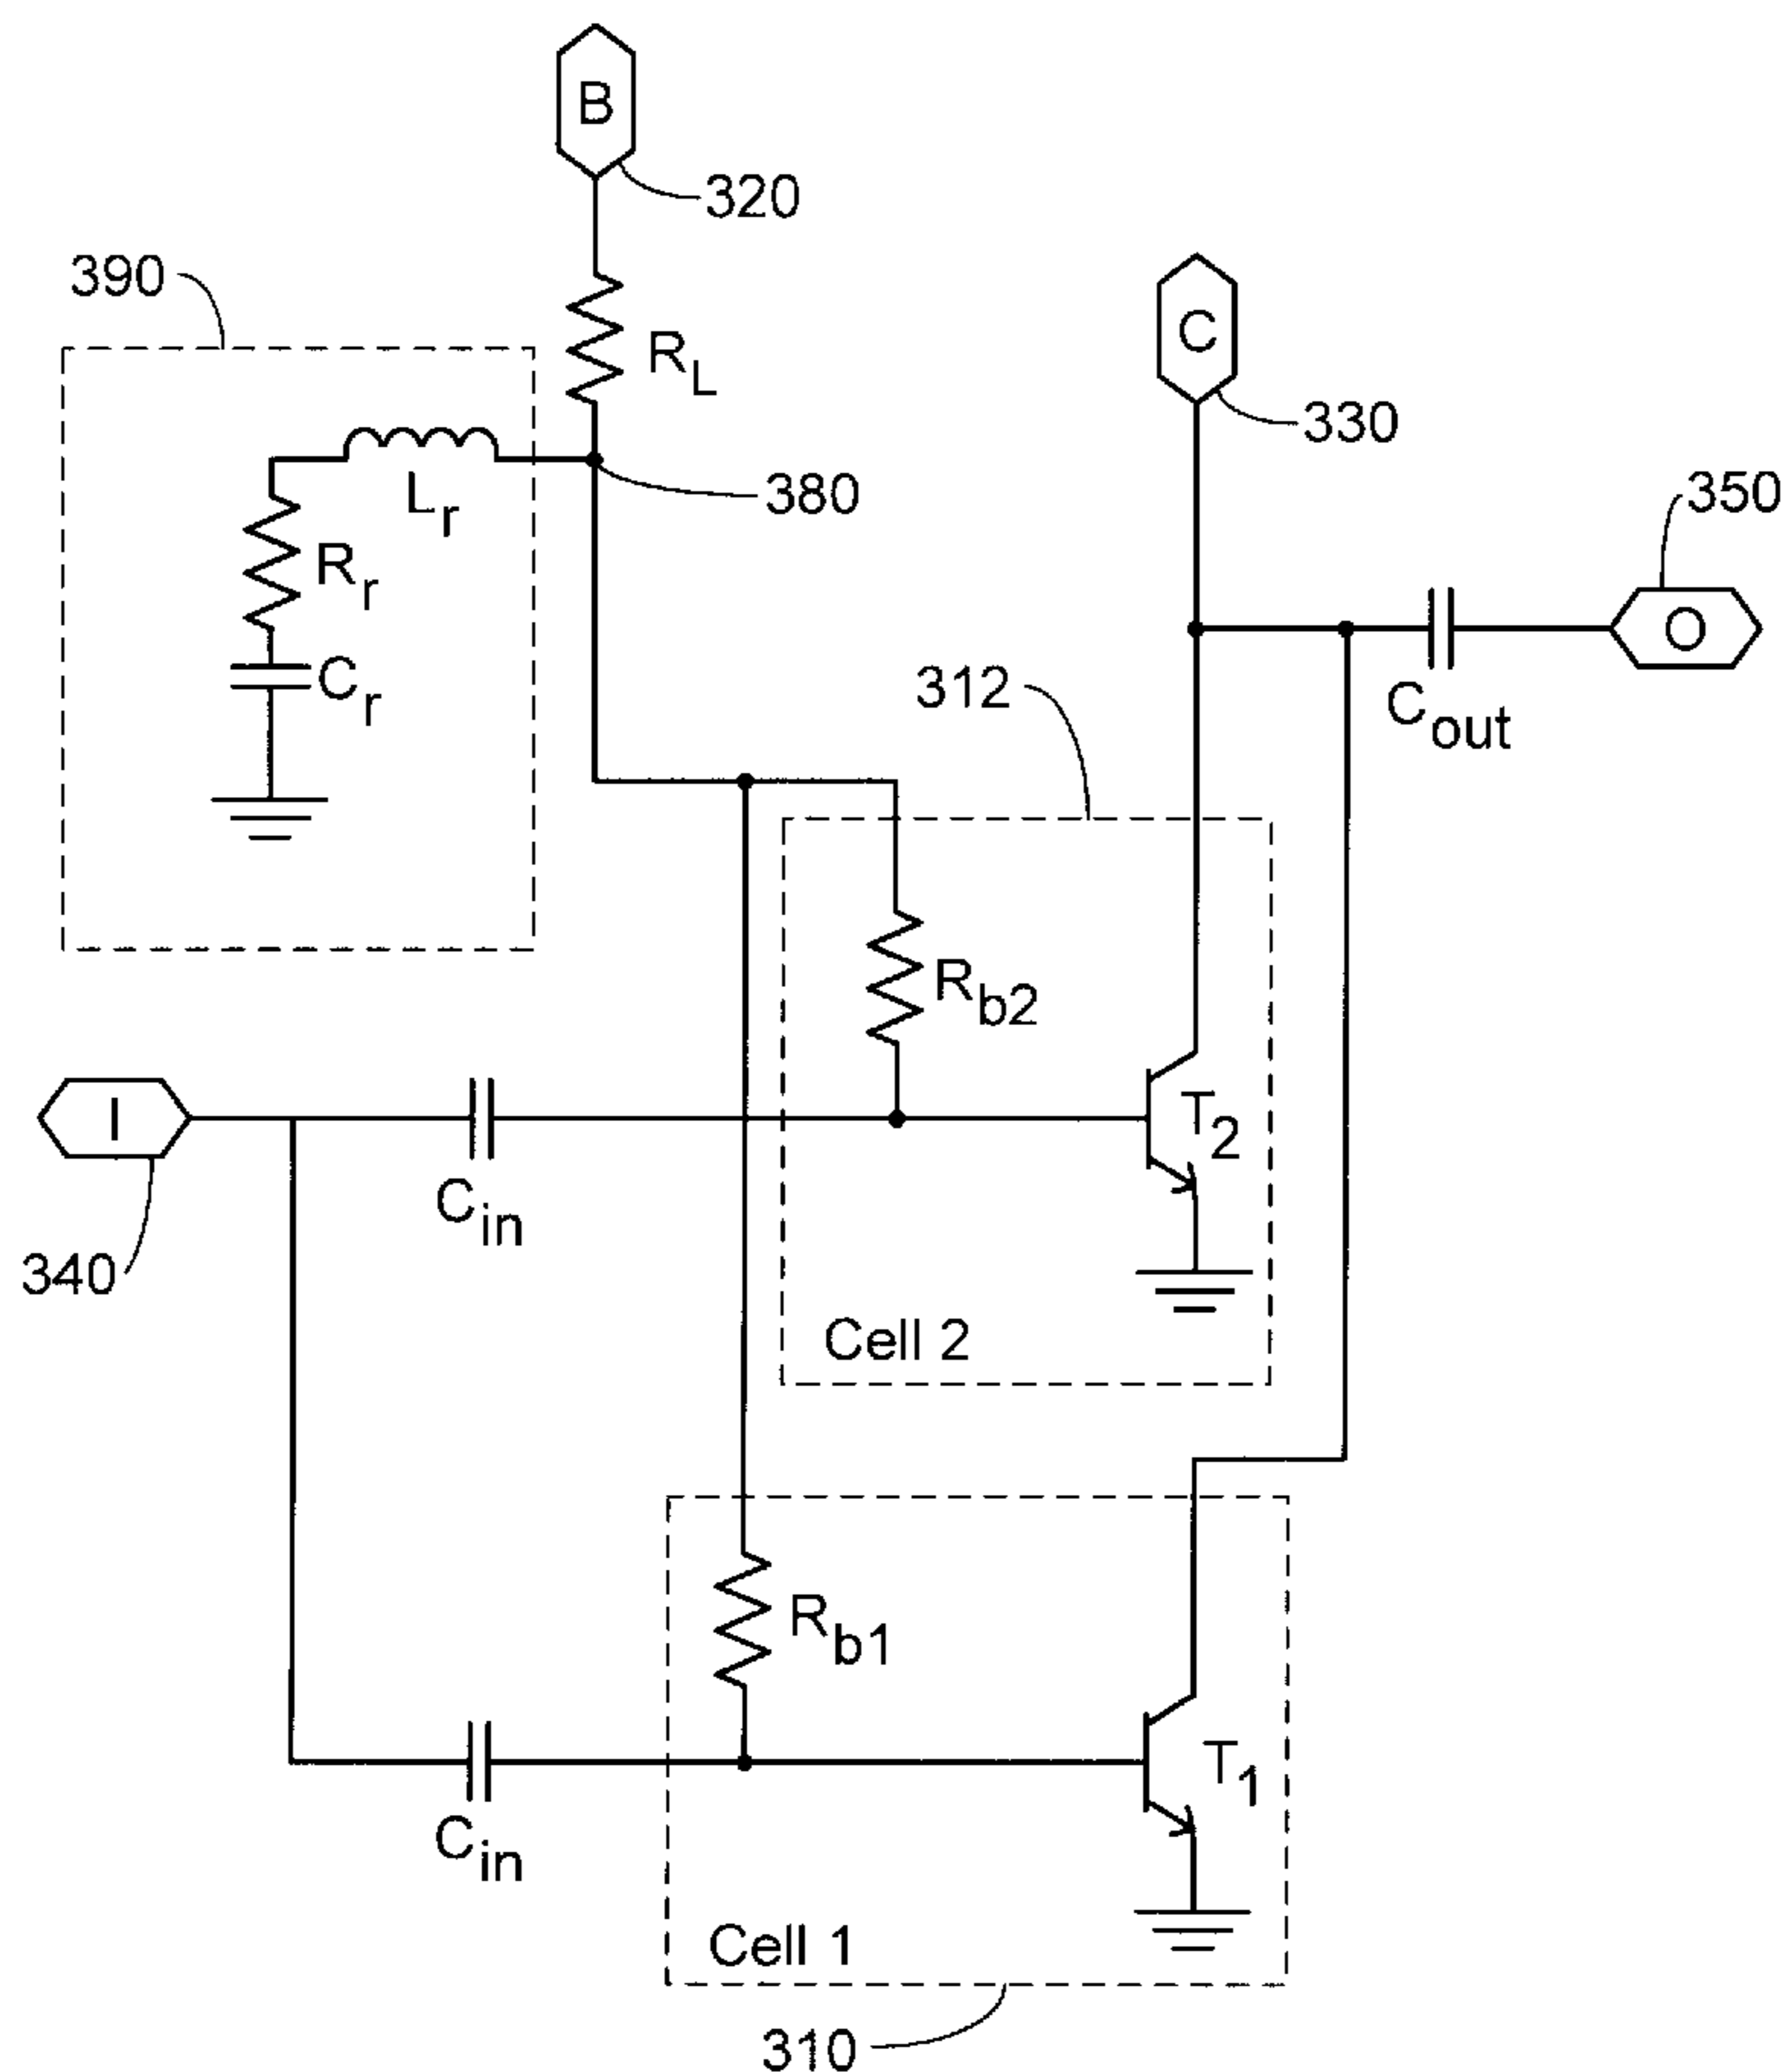 B
320
390
R_L
C
330
L_r
380
350
R_r
O
C_r
312
C_out
R_b2
I
T_2
C_in
340
Cell 2
R_b1
T_1
C_in
Cell 1
310